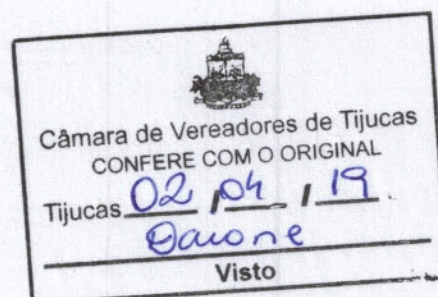 Câmara de Vereadores de Tijucas
CONFERE COM O ORIGINAL
Tijucas 02 / 04 / 19.
Daione
Visto